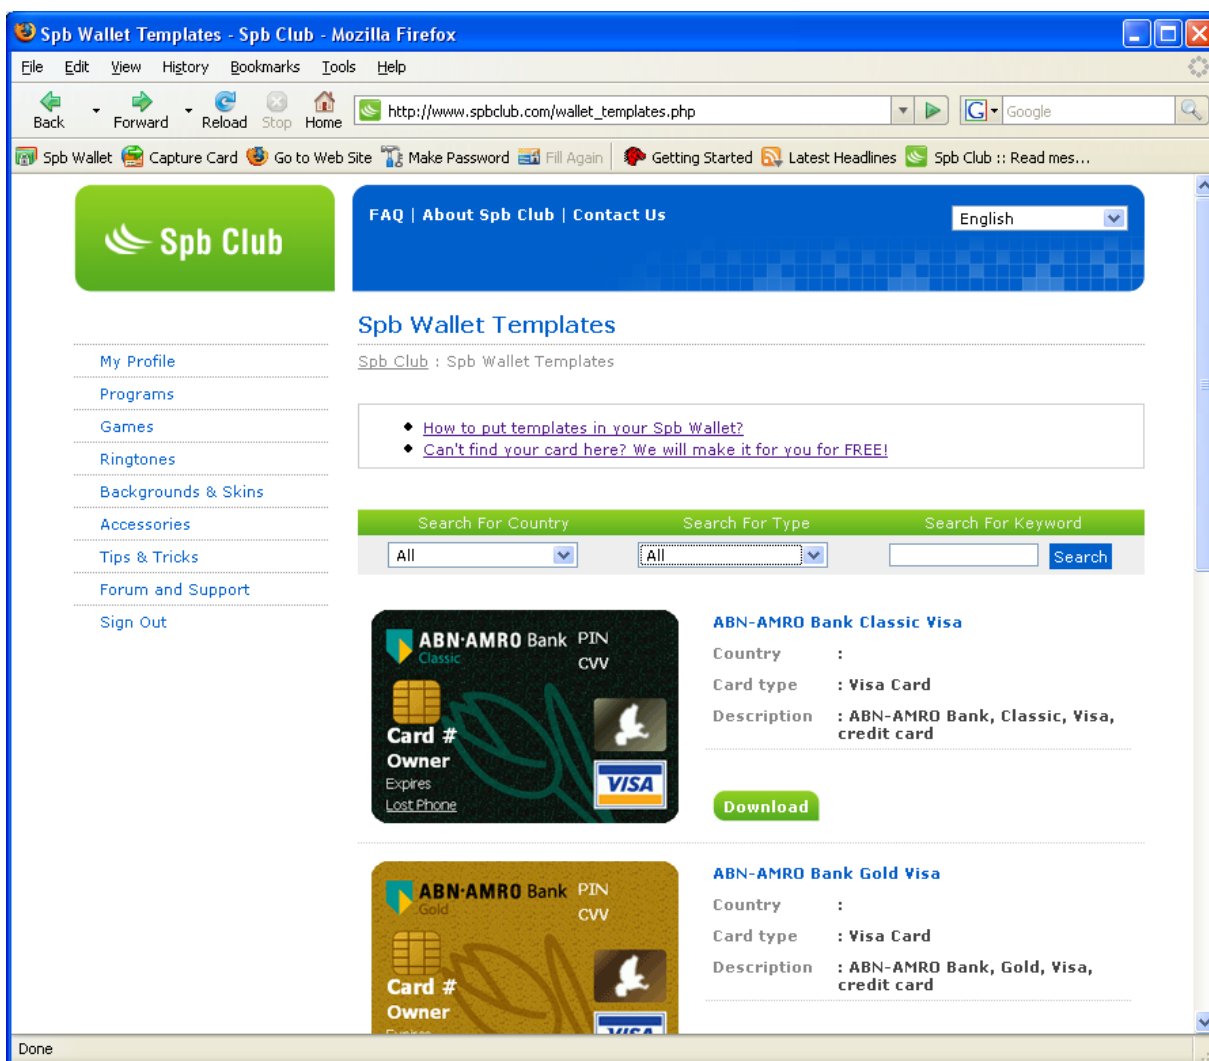 Spb Wallet Templates - Spb Club - Mozilla Firefox
File Edit View History Bookmarks Tools Help
Back Forward Reload Stop Home http://www.spbclub.com/wallet_templates.php G Google
Spb Wallet Capture Card Go to Web Site Make Password Fill Again Getting Started Latest Headlines Spb Club :: Read mes...
Spb Club
FAQ | About Spb Club | Contact Us
English
Spb Wallet Templates
Spb Club : Spb Wallet Templates
My Profile
Programs
Games
Ringtones
Backgrounds & Skins
Accessories
Tips & Tricks
Forum and Support
Sign Out
How to put templates in your Spb Wallet?
Can't find your card here? We will make it for you for FREE!
Search For Country Search For Type Search For Keyword
All All Search
ABN·AMRO Bank PIN
Classic CVV
Card #
Owner
Expires
Lost Phone
VISA
ABN-AMRO Bank Classic Visa
Country :
Card type : Visa Card
Description : ABN-AMRO Bank, Classic, Visa,
credit card
Download
ABN·AMRO Bank PIN
Gold CVV
Card #
Owner
Expires
VISA
ABN-AMRO Bank Gold Visa
Country :
Card type : Visa Card
Description : ABN-AMRO Bank, Gold, Visa,
credit card
Done